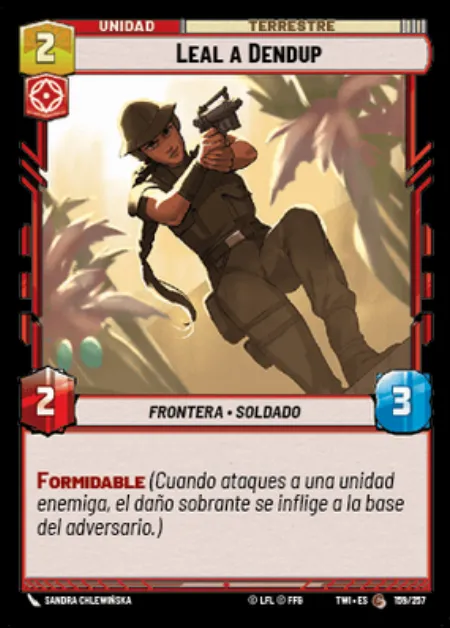 UNIDAD
TERRESTRE
2
LEAL A DENDUP
2
3
FRONTERA • SOLDADO
FORMIDABLE (Cuando ataques a una unidad
enemiga, el daño sobrante se inflige a la base
del adversario.)
SANDRA CHLEWIŃSKA
© LFL © FFG
TWI • ES
C
159/257